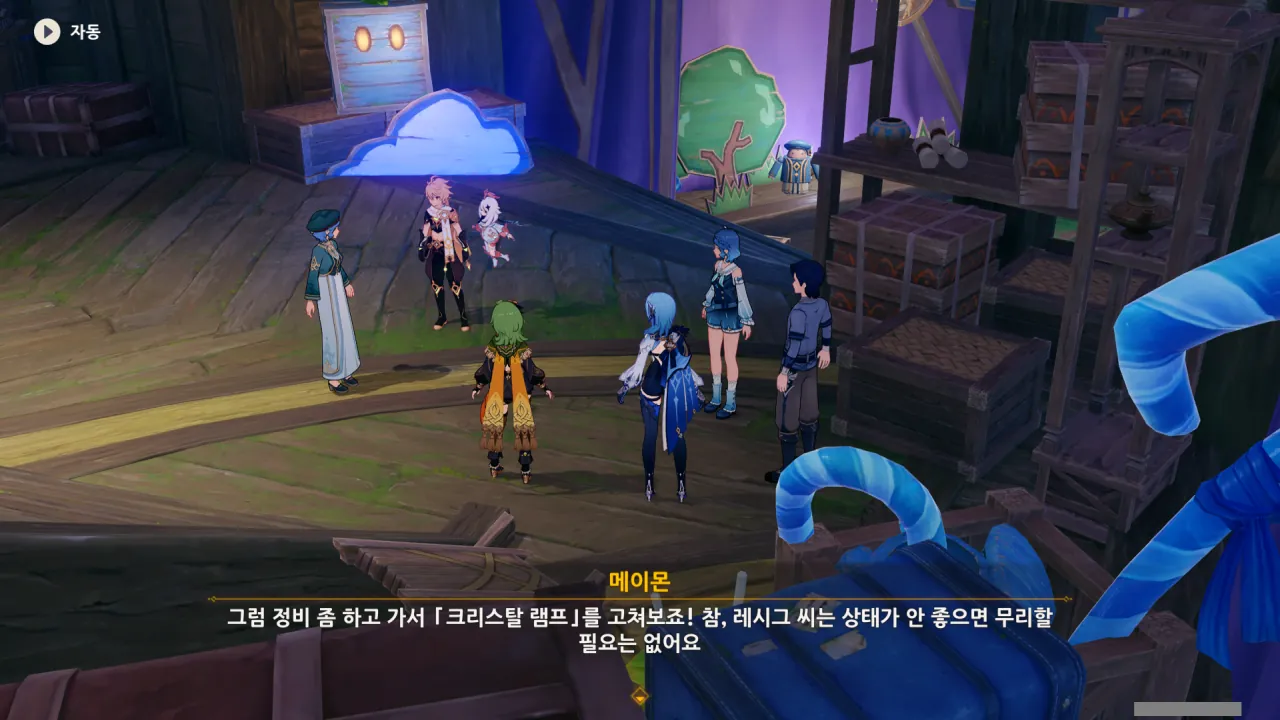 자동
메이몬
그럼 정비 좀 하고 가서 「크리스탈 램프」를 고쳐보죠! 참, 레시그 씨는 상태가 안 좋으면 무리할
필요는 없어요